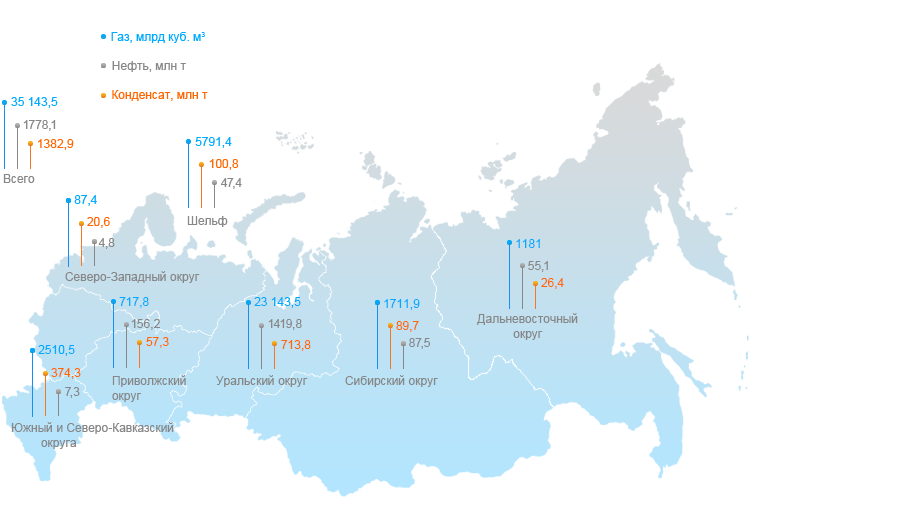 Газ, млрд куб. м³
Нефть, млн т
Конденсат, млн т
35 143,5
1778,1
1382,9
Всего
5791,4
100,8
47,4
Шельф
87,4
20,6
4,8
Северо-Западный округ
1181
55,1
26,4
Дальневосточный
округ
717,8
156,2
57,3
Приволжский
округ
23 143,5
1419,8
713,8
Уральский округ
1711,9
89,7
87,5
Сибирский округ
2510,5
374,3
7,3
Южный и Северо-Кавказский
округа